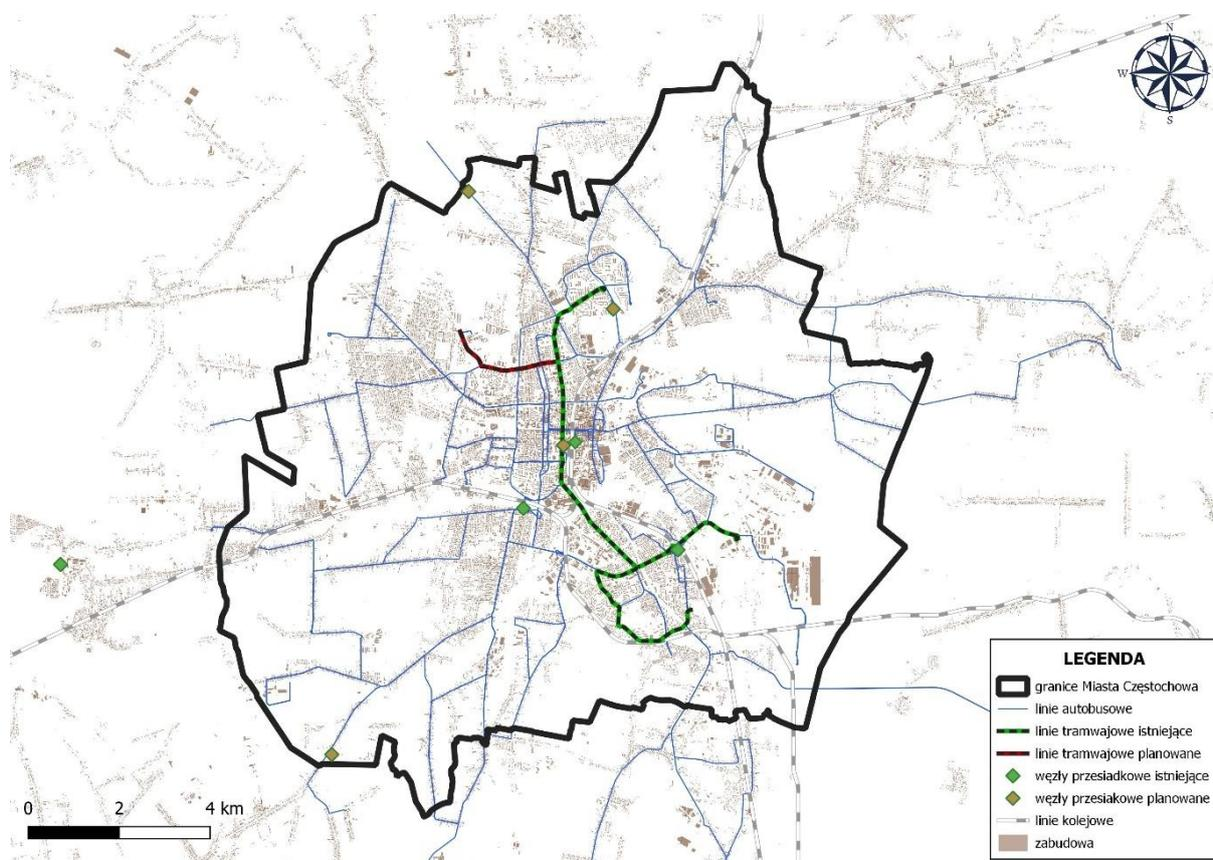 N
W
S
LEGENDA
granice Miasta Częstochowa
linie autobusowe
linie tramwajowe istniejące
linie tramwajowe planowane
węzły przesiadkowe istniejące
węzły przesiakowe planowane
linie kolejowe
zabudowa
0 2 4 km